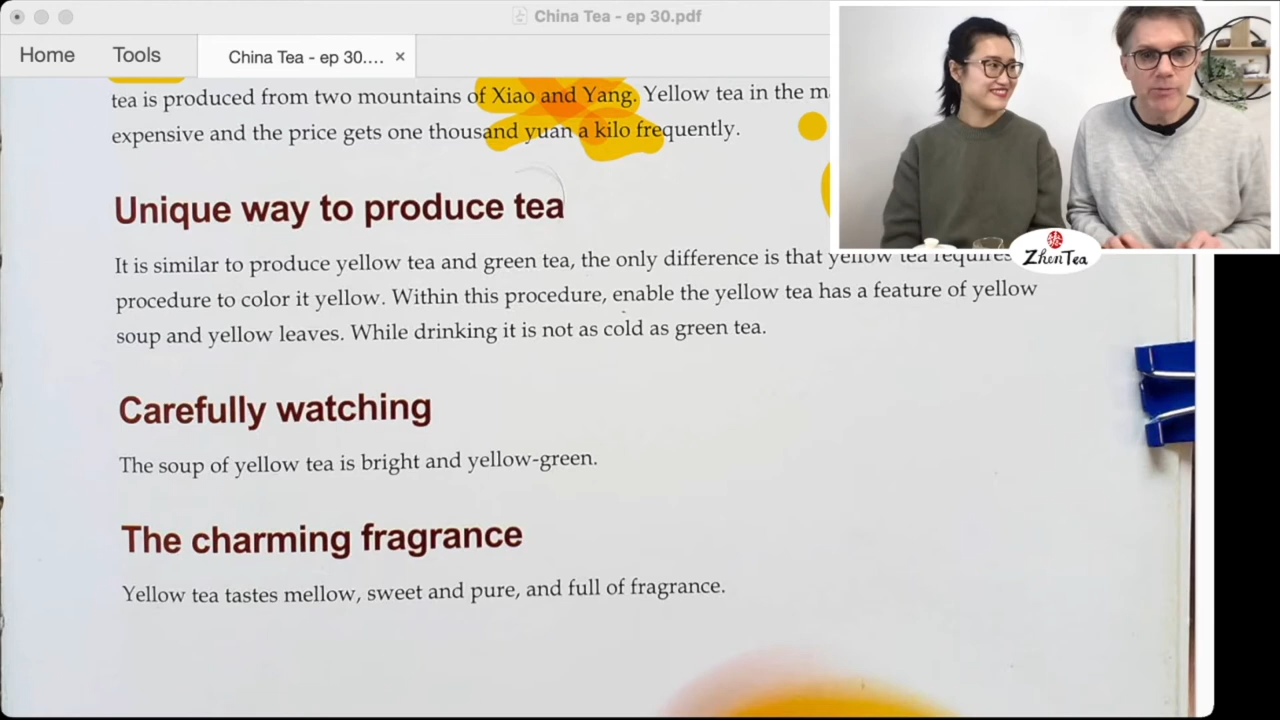 China Tea - ep 30.pdf
Home
Tools
China Tea - ep 30.... ×
tea is produced from two mountains of Xiao and Yang. Yellow tea in the
expensive and the price gets one thousand yuan a kilo frequently.
Unique way to produce tea
It is similar to produce yellow tea and green tea, the only difference is that yellow tea requires
procedure to color it yellow. Within this procedure, enable the yellow tea has a feature of yellow
soup and yellow leaves. While drinking it is not as cold as green tea.
Carefully watching
The soup of yellow tea is bright and yellow-green.
The charming fragrance
Yellow tea tastes mellow, sweet and pure, and full of fragrance.
ZhenTea